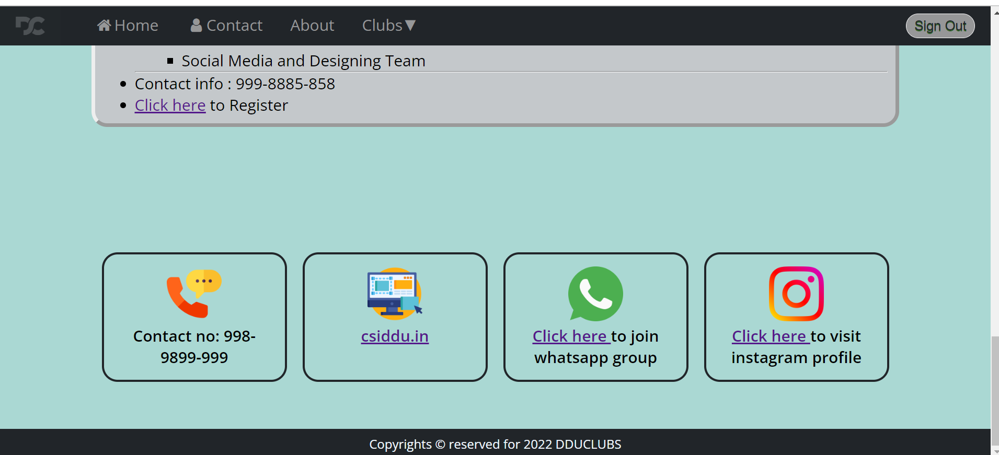 DC Home Contact About Clubs▼ Sign Out
Social Media and Designing Team
Contact info : 999-8885-858
Click here to Register
Contact no: 998-
9899-999
csiddu.in
Click here to join
whatsapp group
Click here to visit
instagram profile
Copyrights © reserved for 2022 DDUCLUBS